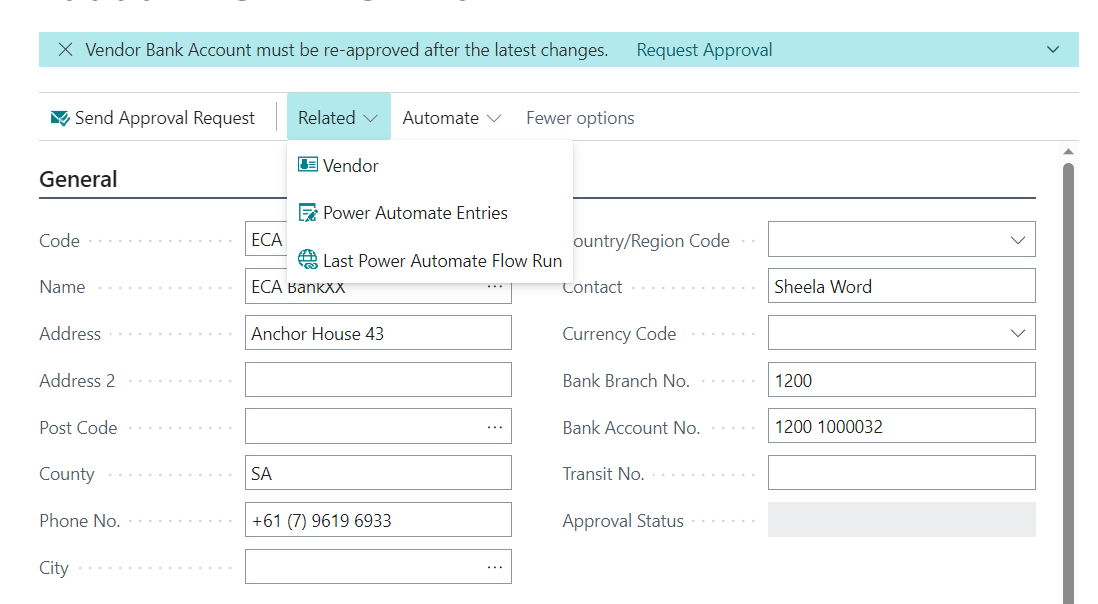 Vendor Bank Account must be re-approved after the latest changes. Request Approval
Send Approval Request Related Automate Fewer options
Vendor
General
Power Automate Entries
Code ECA ountry/Region Code
Last Power Automate Flow Run
Name ECA BankXX Contact Sheela Word
Address Anchor House 43 Currency Code
Address 2 Bank Branch No. 1200
Post Code Bank Account No. 1200 1000032
County SA Transit No.
Phone No. +61 (7) 9619 6933 Approval Status
City